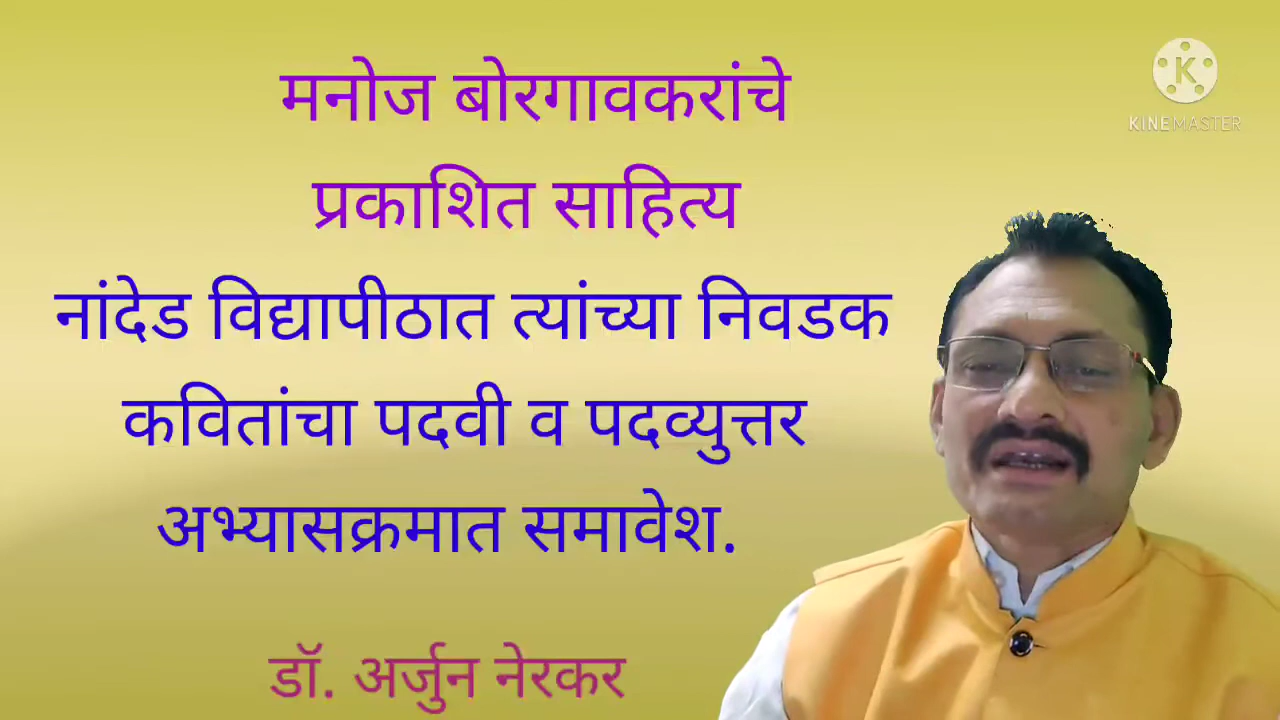 मनोज बोरगावकरांचे
प्रकाशित साहित्य
नांदेड विद्यापीठात त्यांच्या निवडक
कवितांचा पदवी व पदव्युत्तर
अभ्यासक्रमात समावेश.
डॉ. अर्जुन नेरकर
K
KINEMASTER